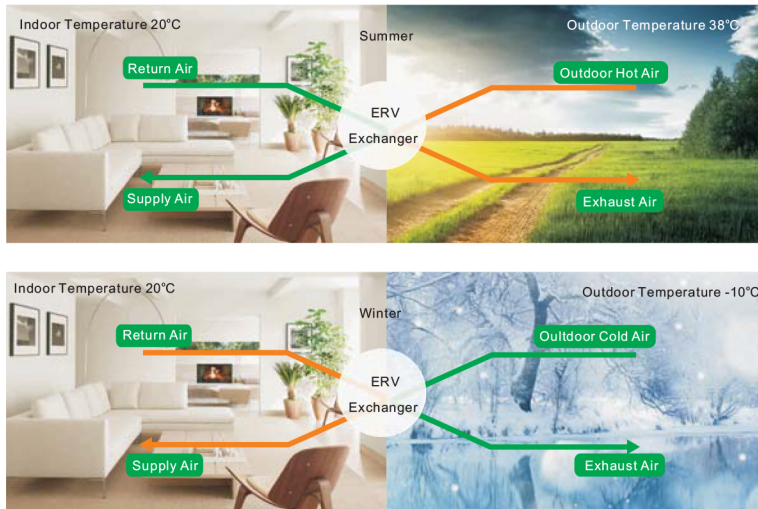 Indoor Temperature 20°C
Summer
Outdoor Temperature 38°C
Return Air
Outdoor Hot Air
ERV
Exchanger
Supply Air
Exhaust Air
Indoor Temperature 20°C
Winter
Outdoor Temperature -10°C
Return Air
Oultdoor Cold Air
ERV
Exchanger
Supply Air
Exhaust Air